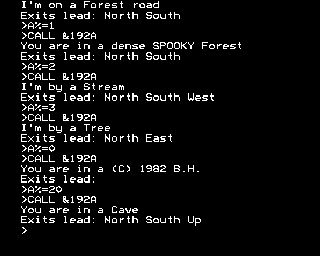 I'm on a Forest road
Exits lead: North South
>A%=1
>CALL &192A
You are in a dense SPOOKY Forest
Exits lead: North South
>A%=2
>CALL &192A
I'm by a Stream
Exits lead: North South West
>A%=3
>CALL &192A
I'm by a Tree
Exits lead: North East
>A%=0
>CALL &192A
You are in a (C) 1982 B.H.
Exits lead:
>A%=20
>CALL &192A
You are in a Cave
Exits lead: North South Up
>